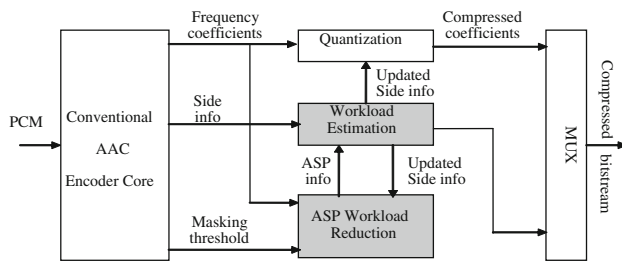 Frequency
coefficients
Compressed
coefficients
Quantization
Updated
Side info
PCM
Conventional
AAC
Encoder Core
Side
info
Workload
Estimation
ASP
info
Updated
Side info
Masking
threshold
ASP Workload
Reduction
MUX
Compressed
bitstream